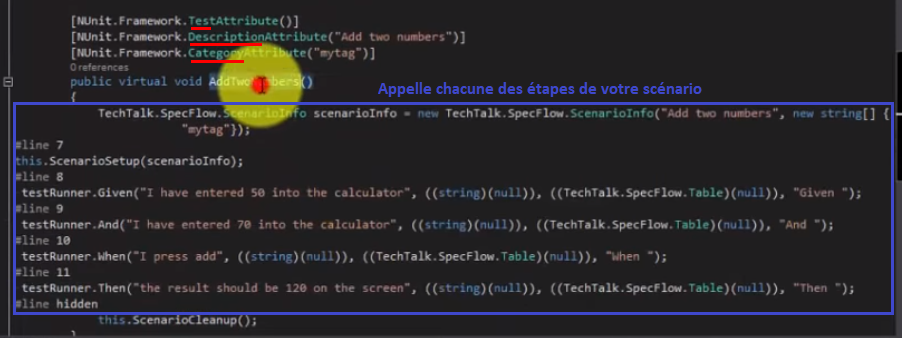 [NUnit.Framework.TestAttribute()]
[NUnit.Framework.DescriptionAttribute("Add two numbers")]
[NUnit.Framework.CategoryAttribute("mytag")]
0 references
public virtual void AddTwoNumbers()
Appelle chacune des étapes de votre scénario
{
TechTalk.SpecFlow.ScenarioInfo scenarioInfo = new TechTalk.SpecFlow.ScenarioInfo("Add two numbers", new string[] {
"mytag"});
#line 7
this.ScenarioSetup(scenarioInfo);
#line 8
testRunner.Given("I have entered 50 into the calculator", ((string)(null)), ((TechTalk.SpecFlow.Table)(null)), "Given ");
#line 9
testRunner.And("I have entered 70 into the calculator", ((string)(null)), ((TechTalk.SpecFlow.Table)(null)), "And ");
#line 10
testRunner.When("I press add", ((string)(null)), ((TechTalk.SpecFlow.Table)(null)), "When ");
#line 11
testRunner.Then("the result should be 120 on the screen", ((string)(null)), ((TechTalk.SpecFlow.Table)(null)), "Then ");
#line hidden
this.ScenarioCleanup();
}